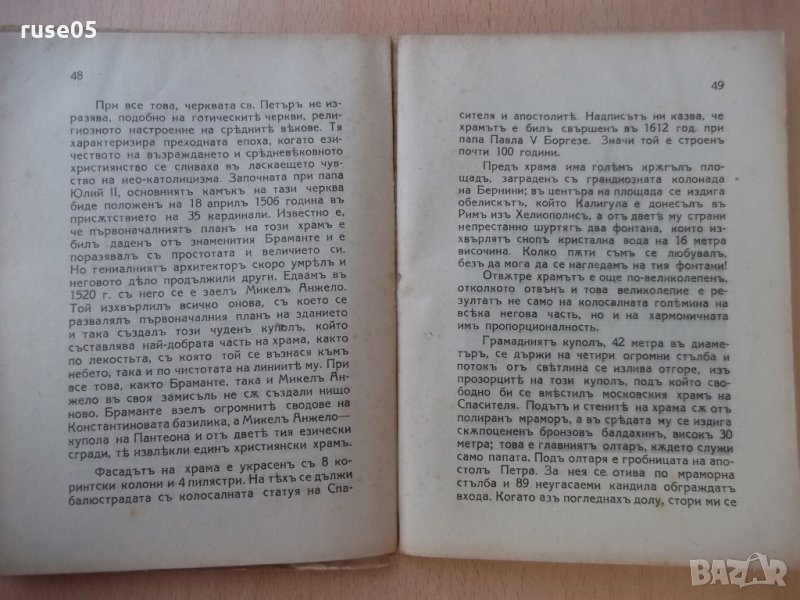 ruse05
48
При все това, черквата св. Петъръ не из-
разява, подобно на готическитѣ черкви, рели-
гиозното настроение на срѣднитѣ вѣкове. Тя
характеризира преходната епоха, когато ези-
чеството на възраждането и срѣдневѣковното
християнство се сливаха въ ласкаещето чув-
ство на нео-католицизма. Започната при папа
Юлий II, основниятъ камъкъ на тази черква
биде положенъ на 18 априлъ 1506 година въ
присѫтствието на 35 кардинали. Известно е,
че първоначалниятъ планъ на този храмъ е
билъ даденъ отъ знаменития Браманте и е
поразявалъ съ простотата и величието си.
Но гениалниятъ архитекторъ скоро умрѣлъ и
неговото дѣло продължили други. Едвамъ въ
1520 г. съ него се е заелъ Микелъ Анжело.
Той изхвърлилъ всичко онова, съ което се
развалялъ първоначалния планъ на зданието
и така създалъ този чуденъ куполъ, който
съставлява най-добрата часть на храма, както
по лекостьта, съ която той се възнася къмъ
небето, така и по чистотата на линиитѣ му. При
все това, както Браманте, така и Микелъ Ан-
жело въ своя замисълъ не сѫ създали нищо
ново. Браманте взелъ огромнитѣ сводове на
Константиновата базилика, а Микелъ Анжело—
купола на Пантеона и отъ дветѣ тия езически
сгради, тѣ извлѣкли единъ християнски храмъ.
Фасадътъ на храма е украсенъ съ 8 ко-
ринтски колони и 4 пилястри. На тѣхъ се държи
балюстрадата съ колосалната статуя на Спа-
49
сителя и апостолитѣ. Надписътъ ни казва, че
храмътъ е билъ свършенъ въ 1612 год. при
папа Павла V Боргезе. Значи той е строенъ
почти 100 години.
Предъ храма има голѣмъ крѫгълъ пло-
щадъ, заграденъ съ грандиозната колонада
на Бернини; въ центъра на площада се издига
обелискътъ, който Калигула е донесълъ въ
Римъ изъ Хелиополисъ, а отъ дветѣ му страни
непрестанно шуртятъ два фонтана, които из-
хвърлятъ снопъ кристална вода на 16 метра
височина. Колко пѫти съмъ се любувалъ,
безъ да мога да се нагледамъ на тия фонтани!
Отвѫтре храмътъ е още по-великолепенъ,
отколкото отвънъ и това великолепие е ре-
зултатъ не само на колосалната голѣмина на
всѣка негова часть, но и на хармоничната
имъ пропорционалность.
Грамадниятъ куполъ, 42 метра въ диаме-
търъ, се държи на четири огромни стълба и
потокъ отъ свѣтлина се излива отгоре, изъ
прозорцитѣ на този куполъ, подъ който сво-
бодно би се вмѣстилъ московския храмъ на
Спасителя. Подътъ и стенитѣ на храма сѫ отъ
полиранъ мраморъ, а въ срѣдата му се издига
скѫпоцененъ бронзовъ балдахинъ, високъ 30
метра; това е главниятъ олтаръ, кѫдето служи
само папата. Подъ олтаря е гробницата на апо-
столъ Петра. За нея се отива по мраморна
стълба и 89 неугасаеми кандила обграждатъ
входа. Когато азъ погледнахъ долу, стори ми се
BAZAR